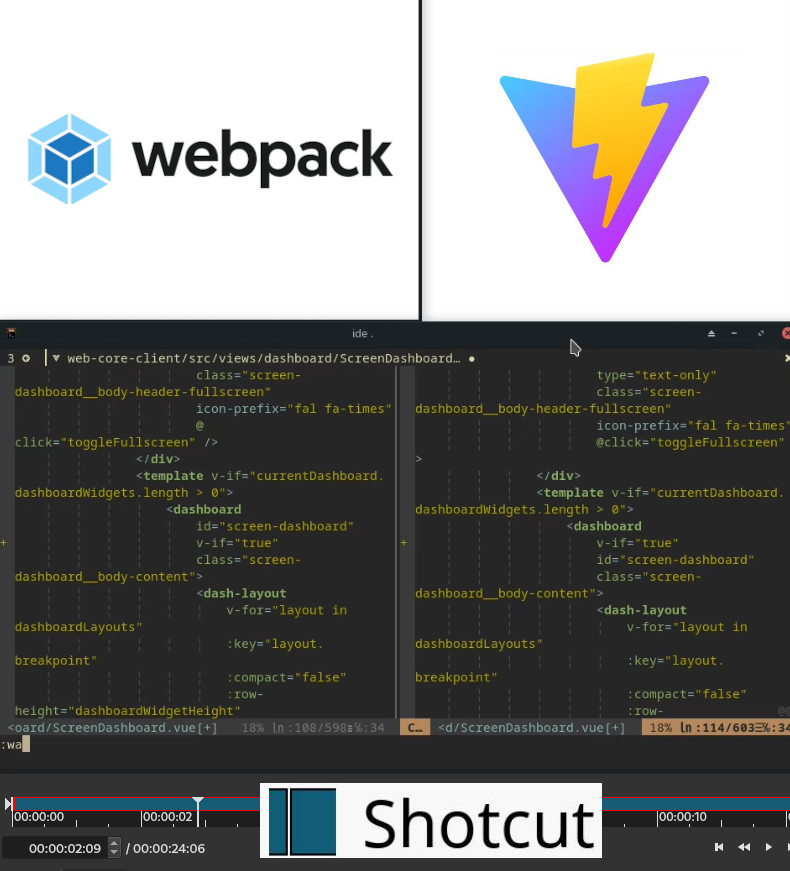 webpack
ide .
3 web-core-client/src/views/dashboard/ScreenDashboard…
class="screen-
dashboard__body-header-fullscreen"
icon-prefix="fal fa-times"
@
click="toggleFullscreen" />
</div>
<template v-if="currentDashboard.
dashboardWidgets.length > 0">
<dashboard
id="screen-dashboard"
+ v-if="true"
class="screen-
dashboard__body-content">
<dash-layout
v-for="layout in
dashboardLayouts"
:key="layout.
breakpoint"
:compact="false"
:row-
height="dashboardWidgetHeight"
<oard/ScreenDashboard.vue[+] 18% ln:108/598 %:34
type="text-only"
class="screen-
dashboard__body-header-fullscreen"
icon-prefix="fal fa-times"
@click="toggleFullscreen"
>
</div>
<template v-if="currentDashboard.
dashboardWidgets.length > 0">
<dashboard
+ v-if="true"
id="screen-dashboard"
class="screen-
dashboard__body-content">
<dash-layout
v-for="layout in
dashboardLayouts"
:key="layout.
breakpoint"
:compact="false"
:row-
C… <d/ScreenDashboard.vue[+] 18% ln:114/603 %:34
:wa
00:00:00 00:00:02 00:00:10
Shotcut
00:00:02:09 / 00:00:24:06